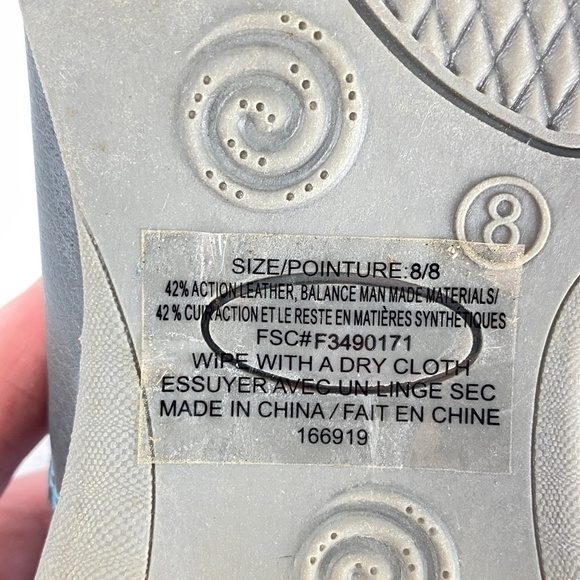 8
SIZE/POINTURE:8/8
42% ACTION LEATHER, BALANCE MAN MADE MATERIALS/
42 % CUIR ACTION ET LE RESTE EN MATIÈRES SYNTHÉTIQUES
FSC# F3490171
WIPE WITH A DRY CLOTH
ESSUYER AVEC UN LINGE SEC
MADE IN CHINA / FAIT EN CHINE
166919